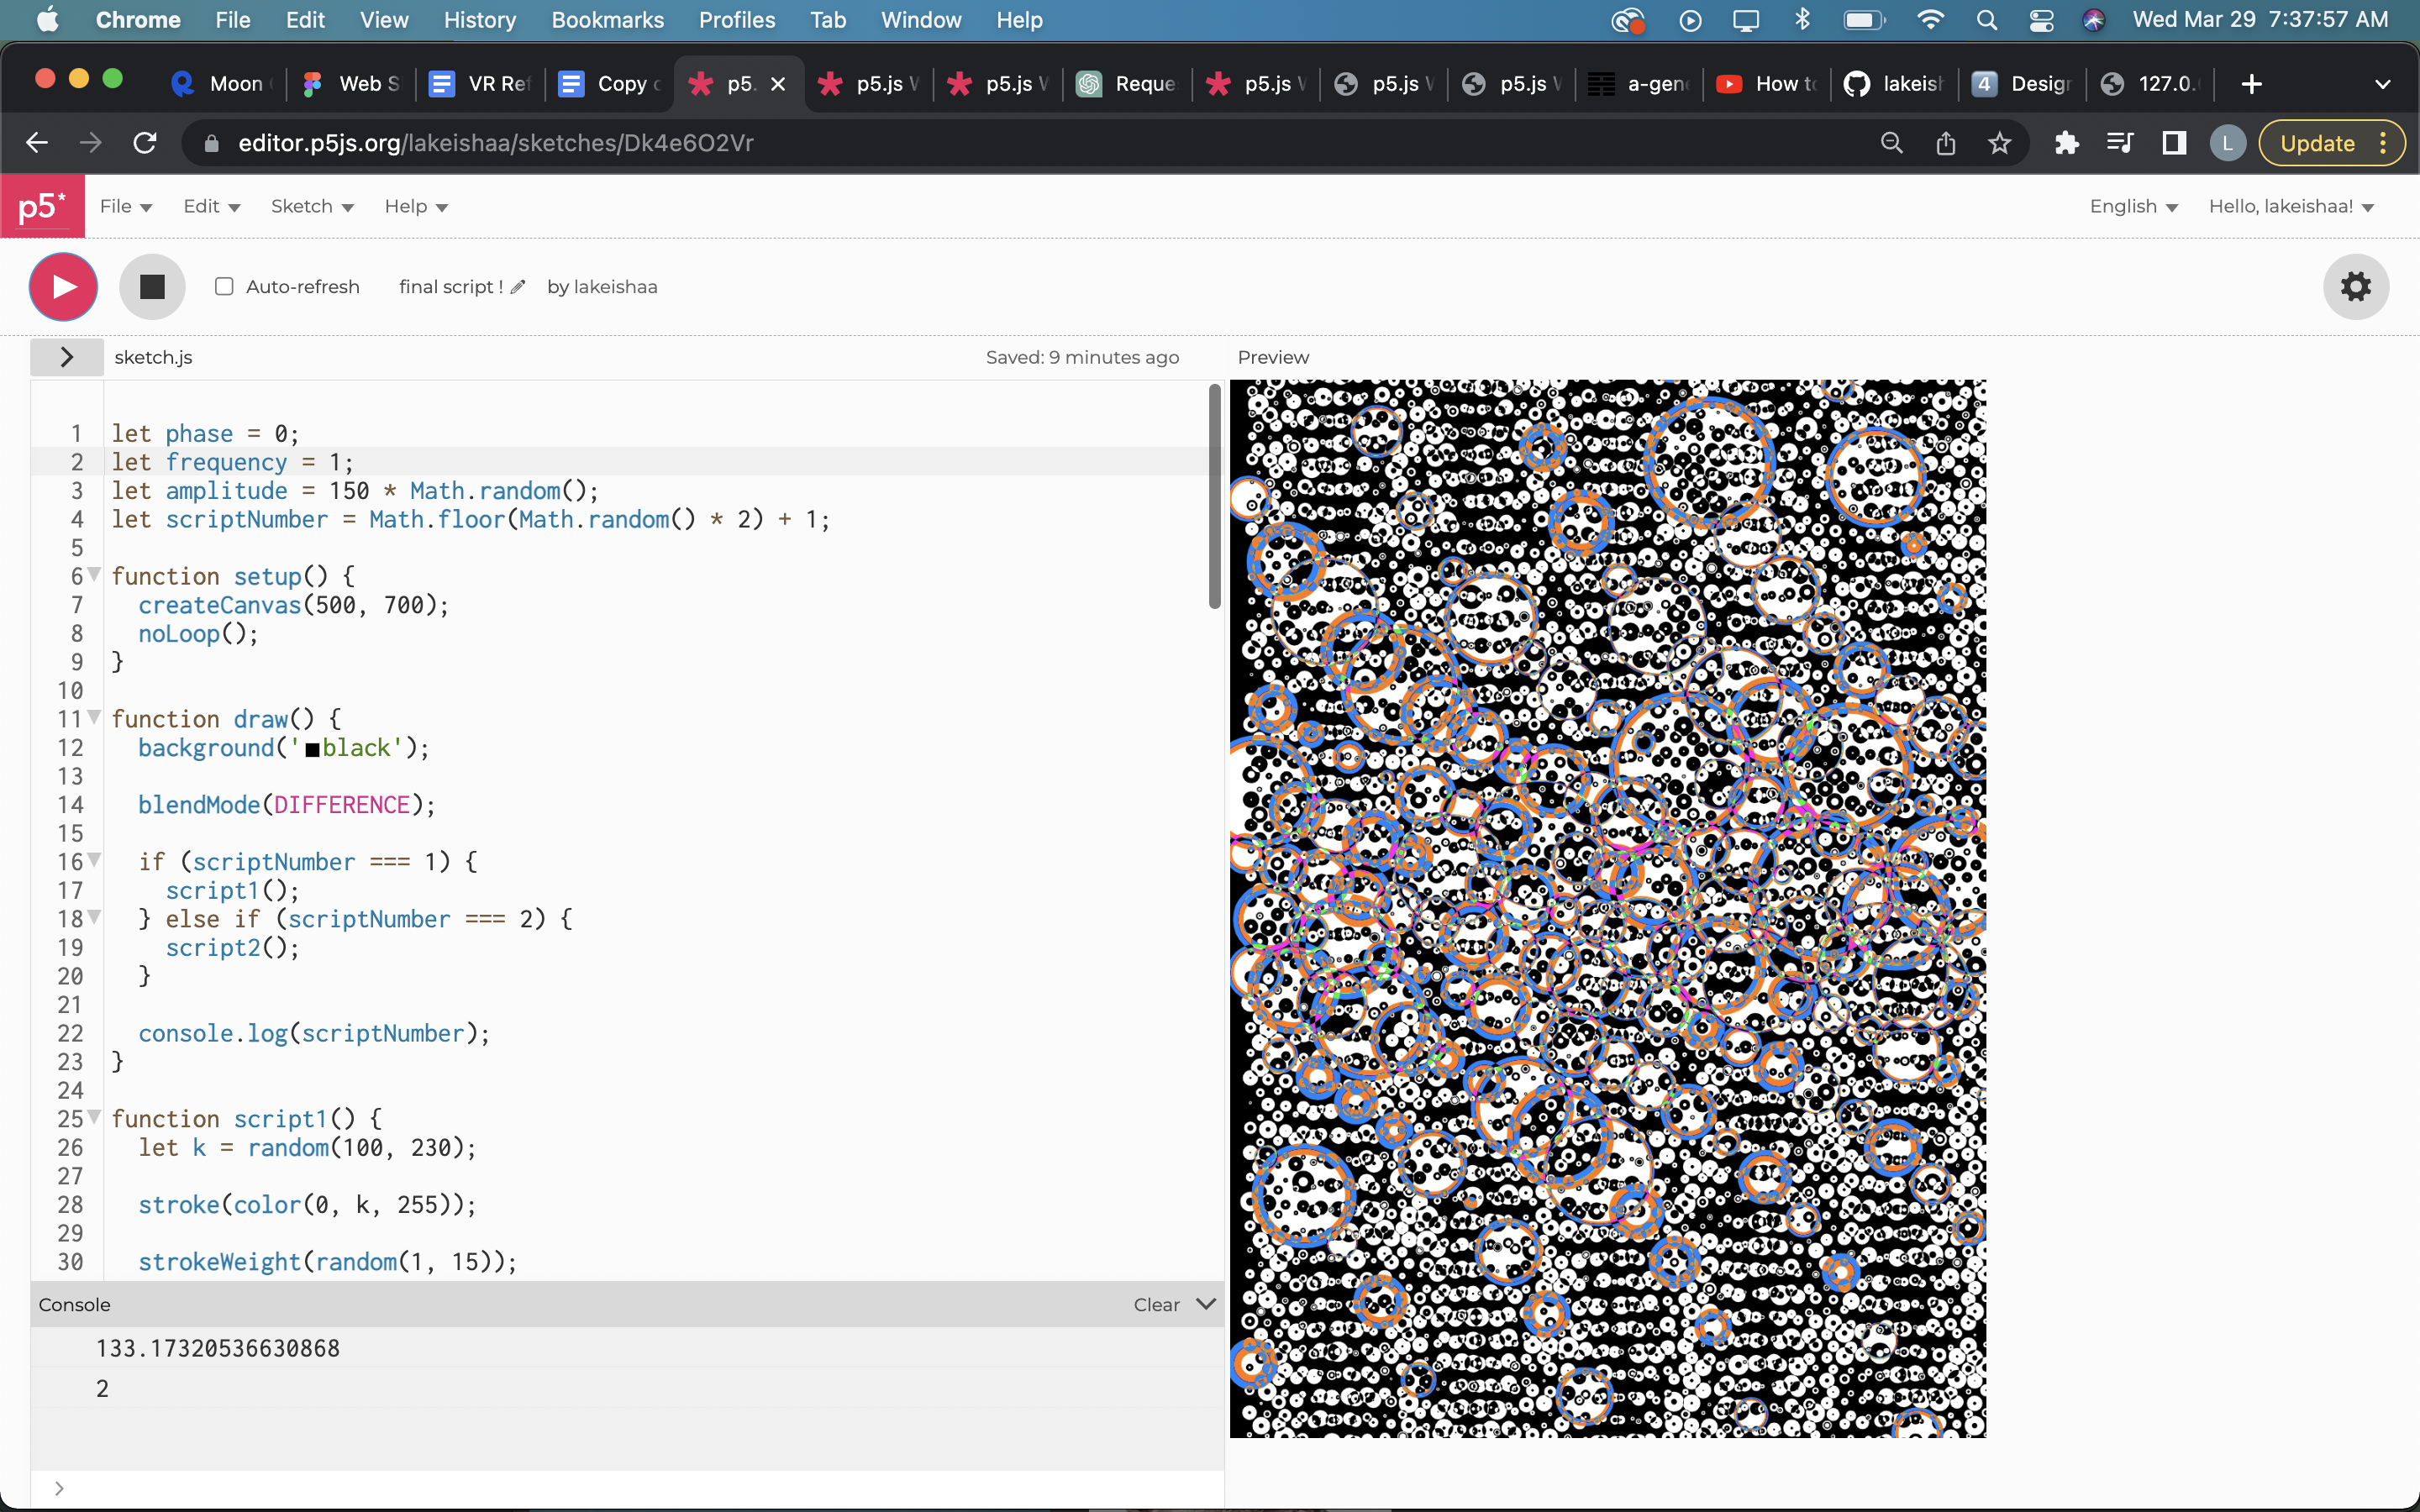 Chrome File Edit View History Bookmarks Profiles Tab Window Help Wed Mar 29 7:37:57 AM
Moon Web S VR Ref Copy p5. p5.js p5.js Reque p5.js p5.js p5.js a-gene How to lakeish 4 Design 127.0.
editor.p5js.org/lakeishaa/sketches/Dk4e6O2Vr L Update
p5* File Edit Sketch Help English Hello, lakeishaa!
Auto-refresh final script ! by lakeishaa
sketch.js Saved: 9 minutes ago Preview
1 let phase = 0;
2 let frequency = 1;
3 let amplitude = 150 * Math.random();
4 let scriptNumber = Math.floor(Math.random() * 2) + 1;
5
6 function setup() {
7 createCanvas(500, 700);
8 noLoop();
9 }
10
11 function draw() {
12 background('black');
13
14 blendMode(DIFFERENCE);
15
16 if (scriptNumber === 1) {
17 script1();
18 } else if (scriptNumber === 2) {
19 script2();
20 }
21
22 console.log(scriptNumber);
23 }
24
25 function script1() {
26 let k = random(100, 230);
27
28 stroke(color(0, k, 255));
29
30 strokeWeight(random(1, 15));
Console Clear
133.17320536630868
2